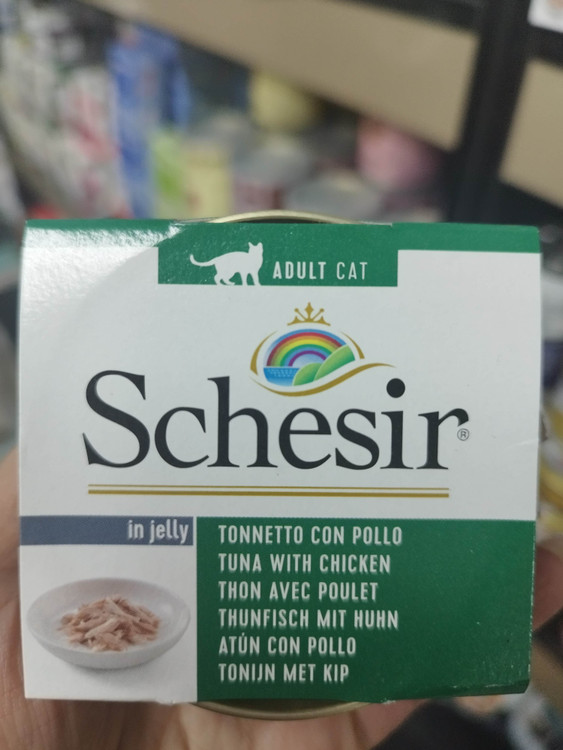 ADULT CAT
Schesir®
in jelly
TONNETTO CON POLLO
TUNA WITH CHICKEN
THON AVEC POULET
THUNFISCH MIT HUHN
ATÚN CON POLLO
TONIJN MET KIP